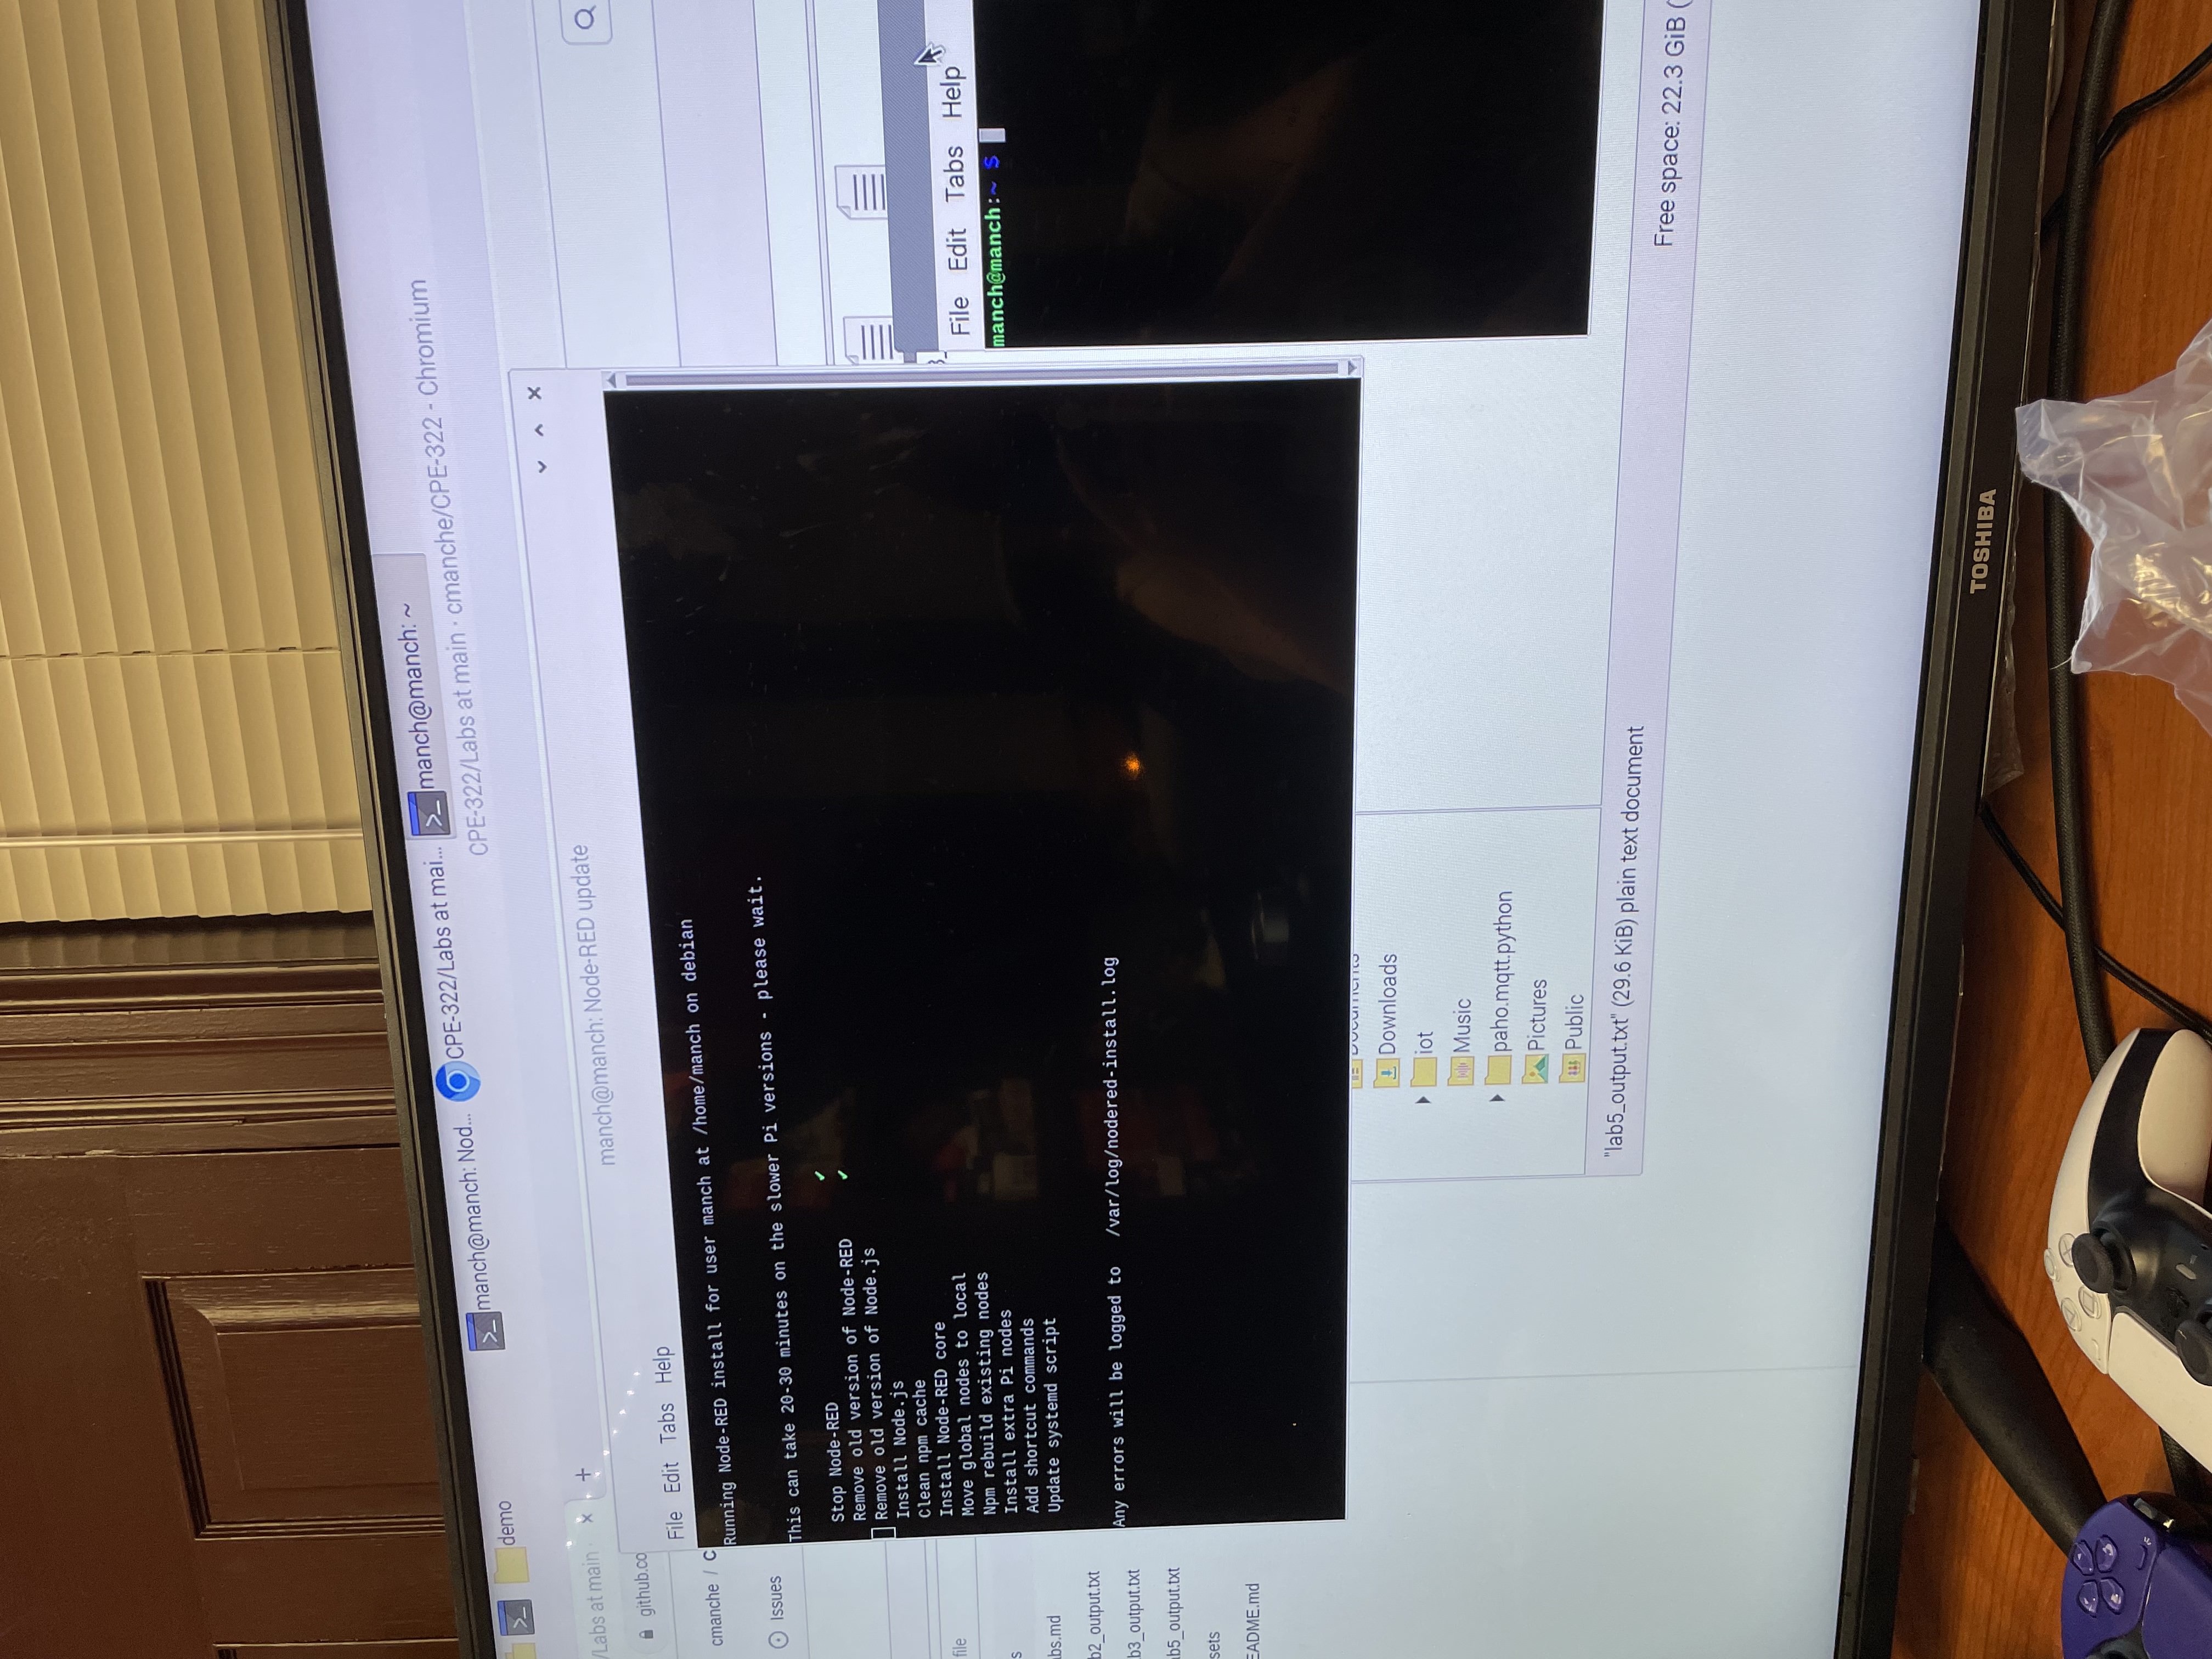 demo
manch@manch: Nod...
CPE-322/Labs at mai...
manch@manch: ~
CPE-322/Labs at main · cmanche/CPE-322 - Chromium
/Labs at main
github.co
cmanche / C
Issues
file
s
bs.md
b2_output.txt
b3_output.txt
b5_output.txt
sets
EADME.md
manch@manch: Node-RED update
File Edit Tabs Help
Running Node-RED install for user manch at /home/manch on debian
This can take 20-30 minutes on the slower Pi versions - please wait.
Stop Node-RED ✔
Remove old version of Node-RED ✔
Remove old version of Node.js
Install Node.js
Clean npm cache
Install Node-RED core
Move global nodes to local
Npm rebuild existing nodes
Install extra Pi nodes
Add shortcut commands
Update systemd script
Any errors will be logged to /var/log/nodered-install.log
File Edit Tabs Help
manch@manch:~ $
Documents
Downloads
iot
Music
paho.mqtt.python
Pictures
Public
"lab5_output.txt" (29.6 KiB) plain text document
Free space: 22.3 GiB (
TOSHIBA